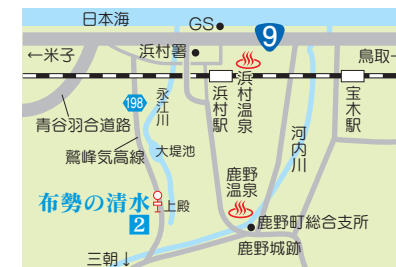 日本海
GS
9
←米子
浜村署
鳥取
浜村温泉
浜村駅
宝木駅
198
永江川
青谷羽合道路
河内川
鷲峰気高線
大堤池
鹿野
温泉
布勢の清水
2
上殿
鹿野町総合支所
鹿野城跡
三朝↓